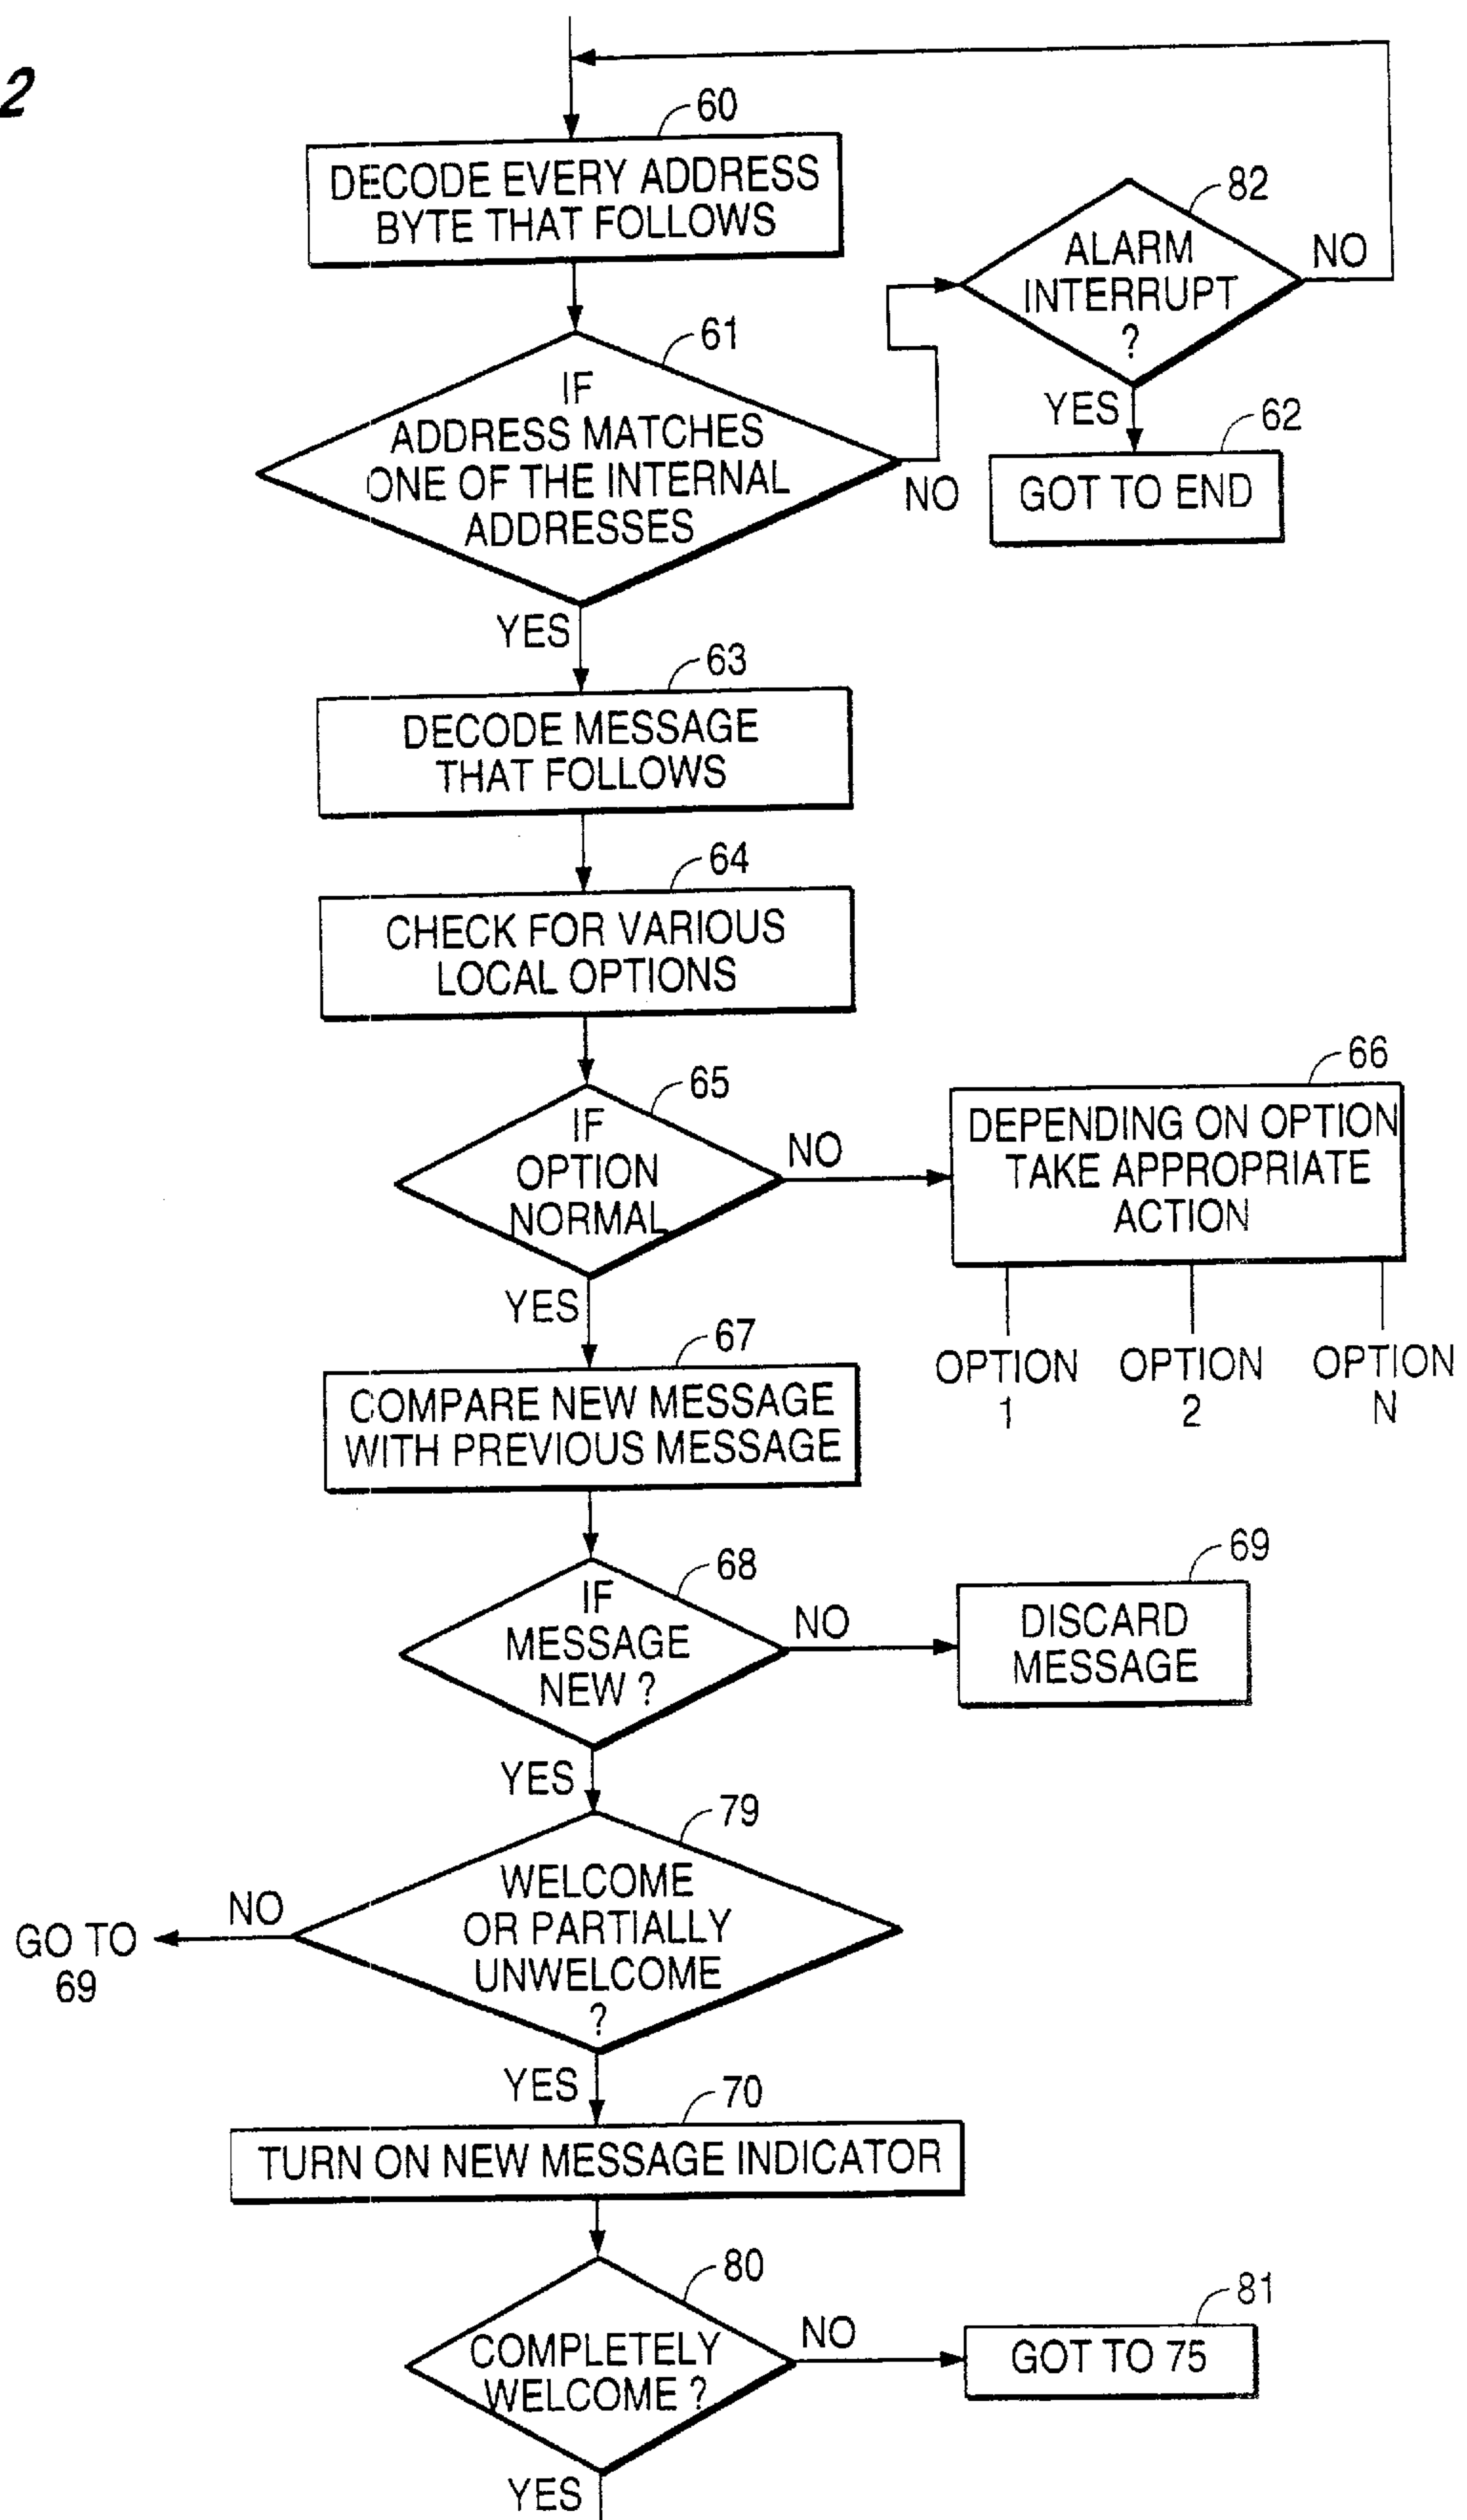 2
60
DECODE EVERY ADDRESS
BYTE THAT FOLLOWS
82
ALARM
INTERRUPT
?
NO
YES
62
GOT TO END
61
IF
ADDRESS MATCHES
ONE OF THE INTERNAL
ADDRESSES
NO
YES
63
DECODE MESSAGE
THAT FOLLOWS
64
CHECK FOR VARIOUS
LOCAL OPTIONS
65
IF
OPTION
NORMAL
NO
66
DEPENDING ON OPTION
TAKE APPROPRIATE
ACTION
OPTION
1
OPTION
2
OPTION
N
YES
67
COMPARE NEW MESSAGE
WITH PREVIOUS MESSAGE
68
IF
MESSAGE
NEW ?
NO
69
DISCARD
MESSAGE
YES
79
WELCOME
OR PARTIALLY
UNWELCOME
?
NO
GO TO
69
YES
70
TURN ON NEW MESSAGE INDICATOR
80
COMPLETELY
WELCOME ?
NO
81
GOT TO 75
YES